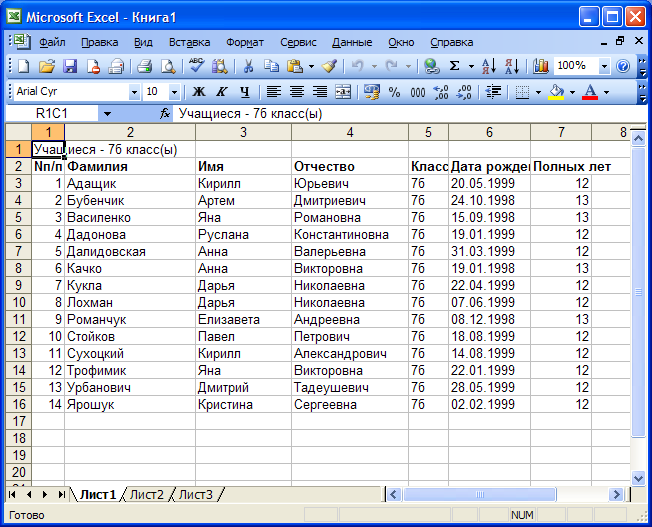 Microsoft Excel - Книга1
Файл Правка Вид Вставка Формат Сервис Данные Окно Справка
100%
Arial Cyr 10 Ж К Ч % 000
R1C1 fx Учащиеся - 7б класс(ы)
1 2 3 4 5 6 7 8
1 Учащиеся - 7б класс(ы)
2 Nп/п Фамилия Имя Отчество Класс Дата рожден Полных лет
3 1 Адащик Кирилл Юрьевич 7б 20.05.1999 12
4 2 Бубенчик Артем Дмитриевич 7б 24.10.1998 13
5 3 Василенко Яна Романовна 7б 15.09.1998 13
6 4 Дадонова Руслана Константиновна 7б 19.01.1999 12
7 5 Далидовская Анна Валерьевна 7б 31.03.1999 12
8 6 Качко Анна Викторовна 7б 19.01.1998 13
9 7 Кукла Дарья Николаевна 7б 22.04.1999 12
10 8 Лохман Дарья Николаевна 7б 07.06.1999 12
11 9 Романчук Елизавета Андреевна 7б 08.12.1998 13
12 10 Стойков Павел Петрович 7б 18.08.1999 12
13 11 Сухоцкий Кирилл Александрович 7б 14.08.1999 12
14 12 Трофимик Яна Викторовна 7б 22.01.1999 12
15 13 Урбанович Дмитрий Тадеушевич 7б 28.05.1999 12
16 14 Ярошук Кристина Сергеевна 7б 02.02.1999 12
17
18
19
20
Лист1 Лист2 Лист3
Готово NUM